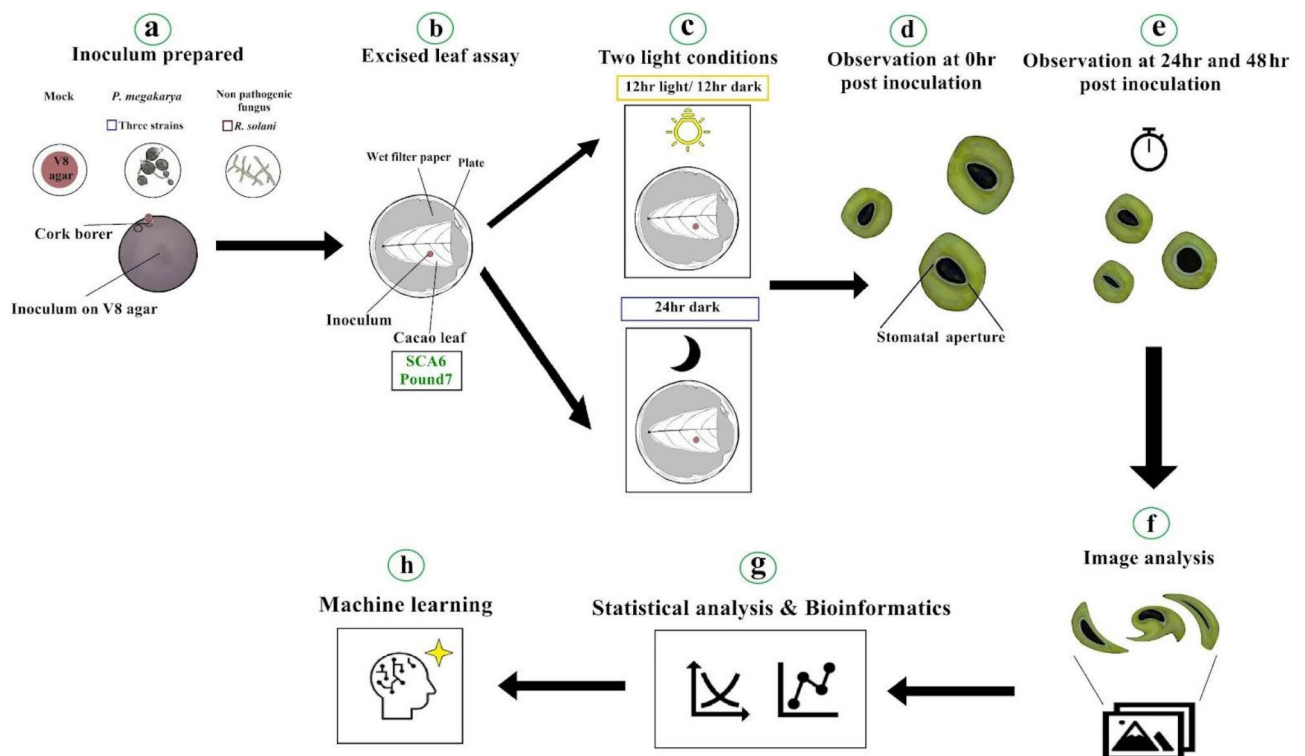 a
Inoculum prepared
Mock
P. megakarya
Non pathogenic
fungus
Three strains
R. solani
V8
agar
Cork borer
Inoculum on V8 agar
b
Excised leaf assay
Wet filter paper
Plate
Inoculum
Cacao leaf
SCA6
Pound7
c
Two light conditions
12hr light/ 12hr dark
24hr dark
d
Observation at 0hr
post inoculation
Stomatal aperture
e
Observation at 24hr and 48hr
post inoculation
f
Image analysis
g
Statistical analysis & Bioinformatics
h
Machine learning